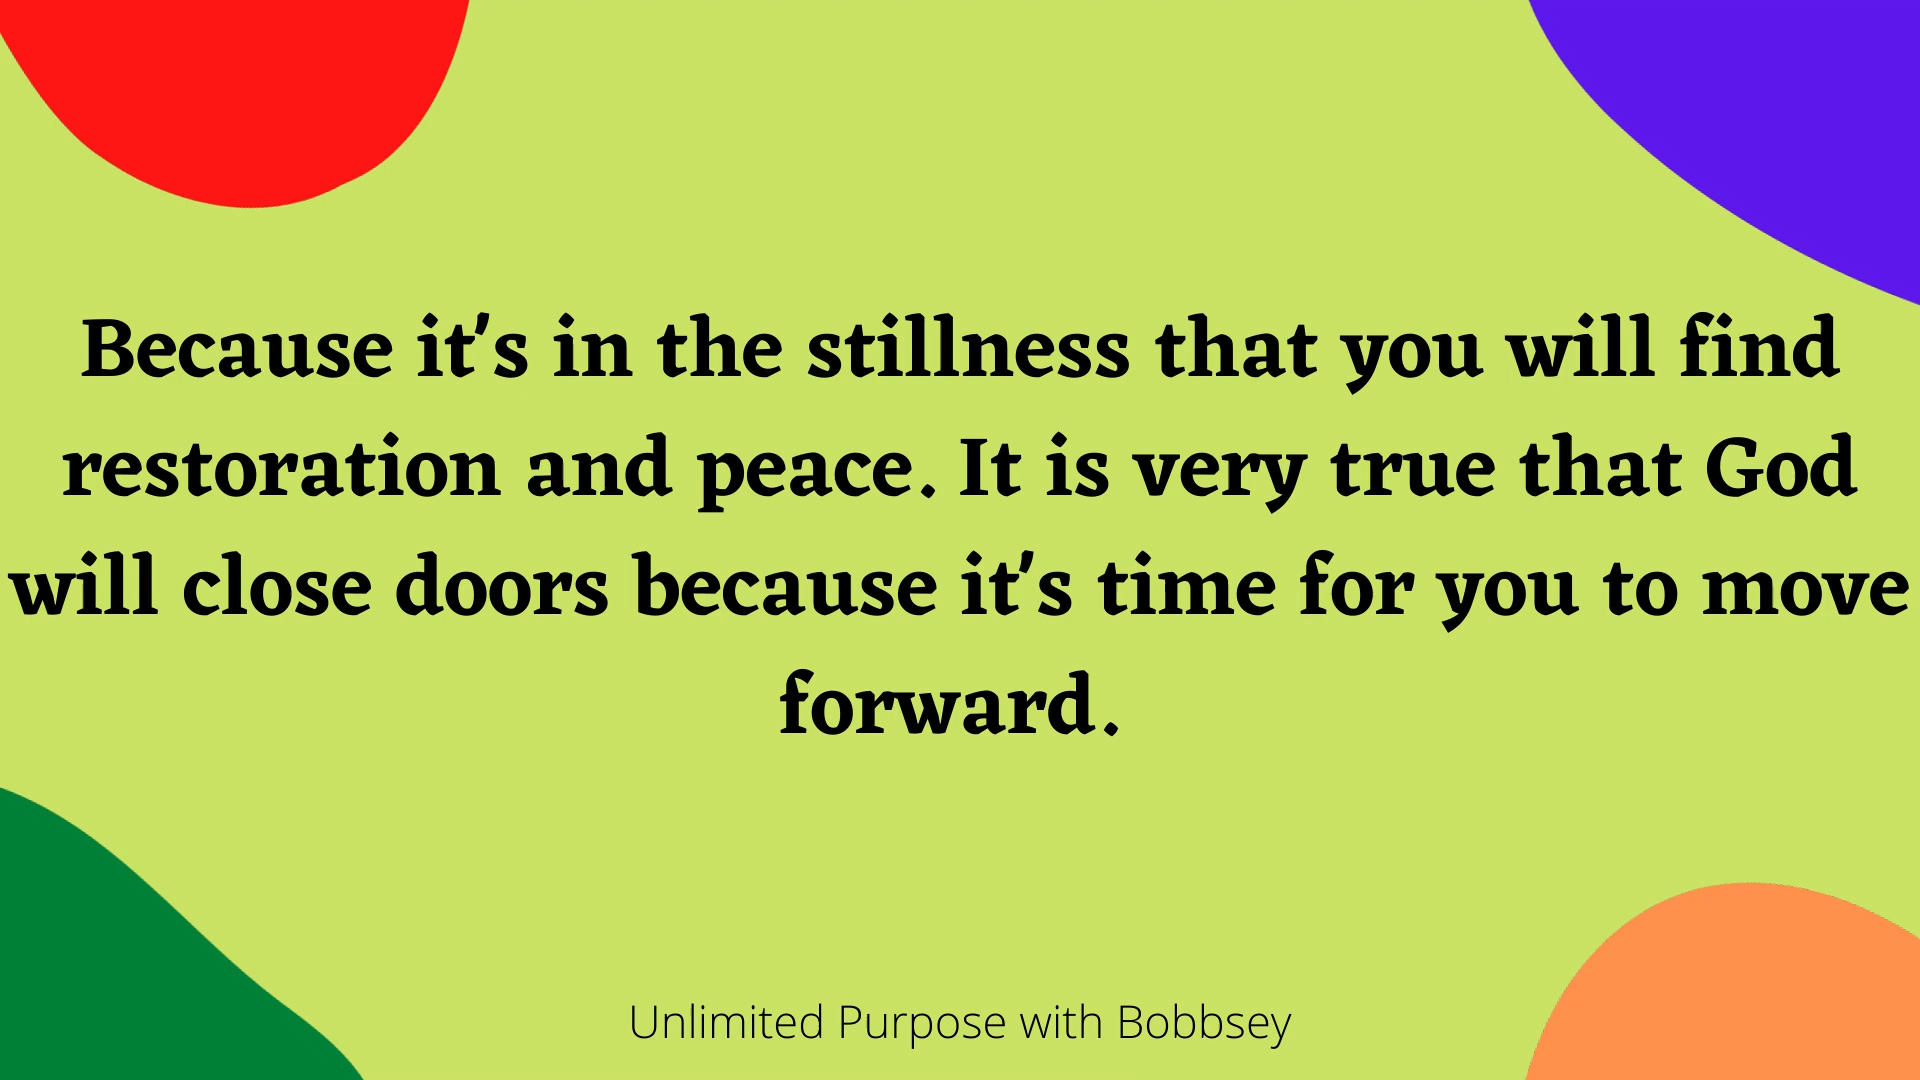 Because it's in the stillness that you will find
restoration and peace. It is very true that God
will close doors because it's time for you to move
forward.
Unlimited Purpose with Bobbsey